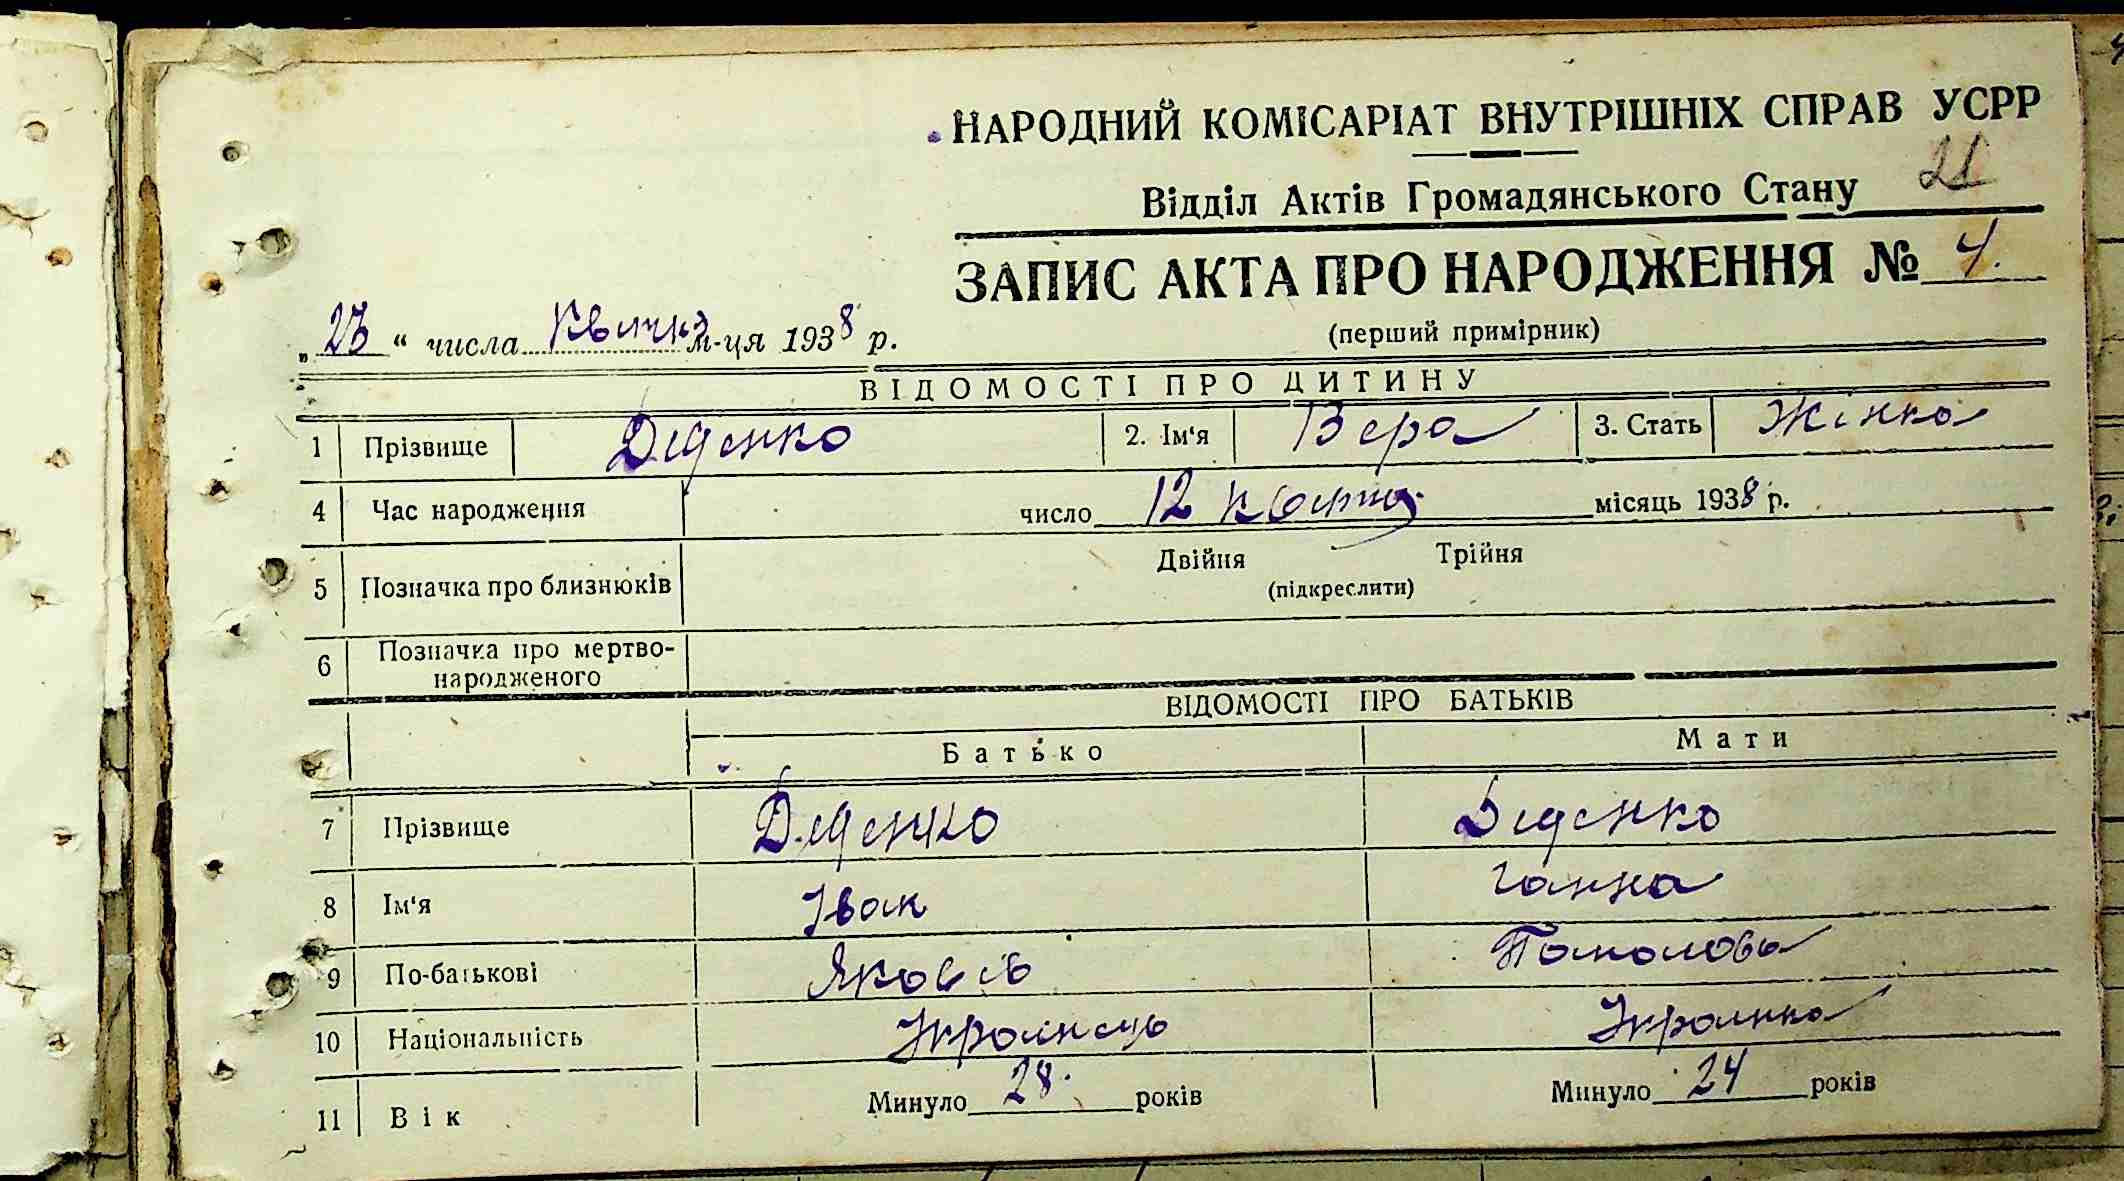 НАРОДНИЙ КОМІСАРІАТ ВНУТРІШНІХ СПРАВ УСРР
21
Відділ Актів Громадянського Стану
ЗАПИС АКТА ПРО НАРОДЖЕННЯ № 4.
(перший примірник)
„23“ числа м-ця 1938 р.
ВІДОМОСТІ ПРО ДИТИНУ
1 Прізвище Діденко 2. Ім'я Вера 3. Стать Жінка
4 Час народження число 12 місяць 1938 р.
5 Позначка про близнюків Двійня Трійня
(підкреслити)
6 Позначка про мертво-
народженого
ВІДОМОСТІ ПРО БАТЬКІВ
Батько Мати
7 Прізвище Діденко Діденко
8 Ім'я Іван Ганна
9 По-батькові Яковів
10 Національність Українець Українка
11 Вік Минуло 28 років Минуло 24 років